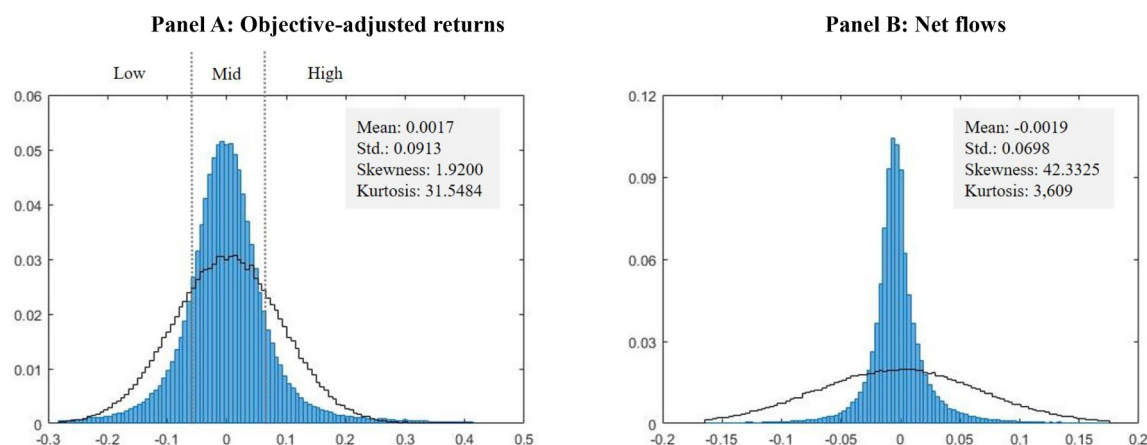 Panel A: Objective-adjusted returns
Low Mid High
0.06
0.05
0.04
0.03
0.02
0.01
0
-0.3 -0.2 -0.1 0 0.1 0.2 0.3 0.4 0.5
Mean: 0.0017
Std.: 0.0913
Skewness: 1.9200
Kurtosis: 31.5484
Panel B: Net flows
0.12
0.09
0.06
0.03
0
-0.2 -0.15 -0.1 -0.05 0 0.05 0.1 0.15 0.2
Mean: -0.0019
Std.: 0.0698
Skewness: 42.3325
Kurtosis: 3,609